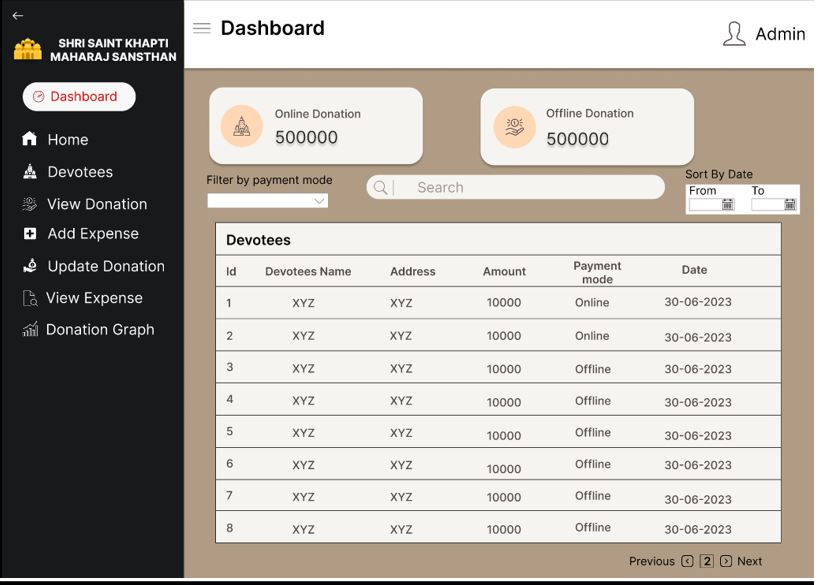 SHRI SAINT KHAPTI
MAHARAJ SANSTHAN
Dashboard
Home
Devotees
View Donation
Add Expense
Update Donation
View Expense
Donation Graph
Dashboard
Admin
Online Donation
500000
Offline Donation
500000
Filter by payment mode
Search
Sort By Date
From To
Devotees
Id Devotees Name Address Amount Payment mode Date
1 XYZ XYZ 10000 Online 30-06-2023
2 XYZ XYZ 10000 Online 30-06-2023
3 XYZ XYZ 10000 Offline 30-06-2023
4 XYZ XYZ 10000 Offline 30-06-2023
5 XYZ XYZ 10000 Offline 30-06-2023
6 XYZ XYZ 10000 Offline 30-06-2023
7 XYZ XYZ 10000 Offline 30-06-2023
8 XYZ XYZ 10000 Offline 30-06-2023
Previous 2 Next